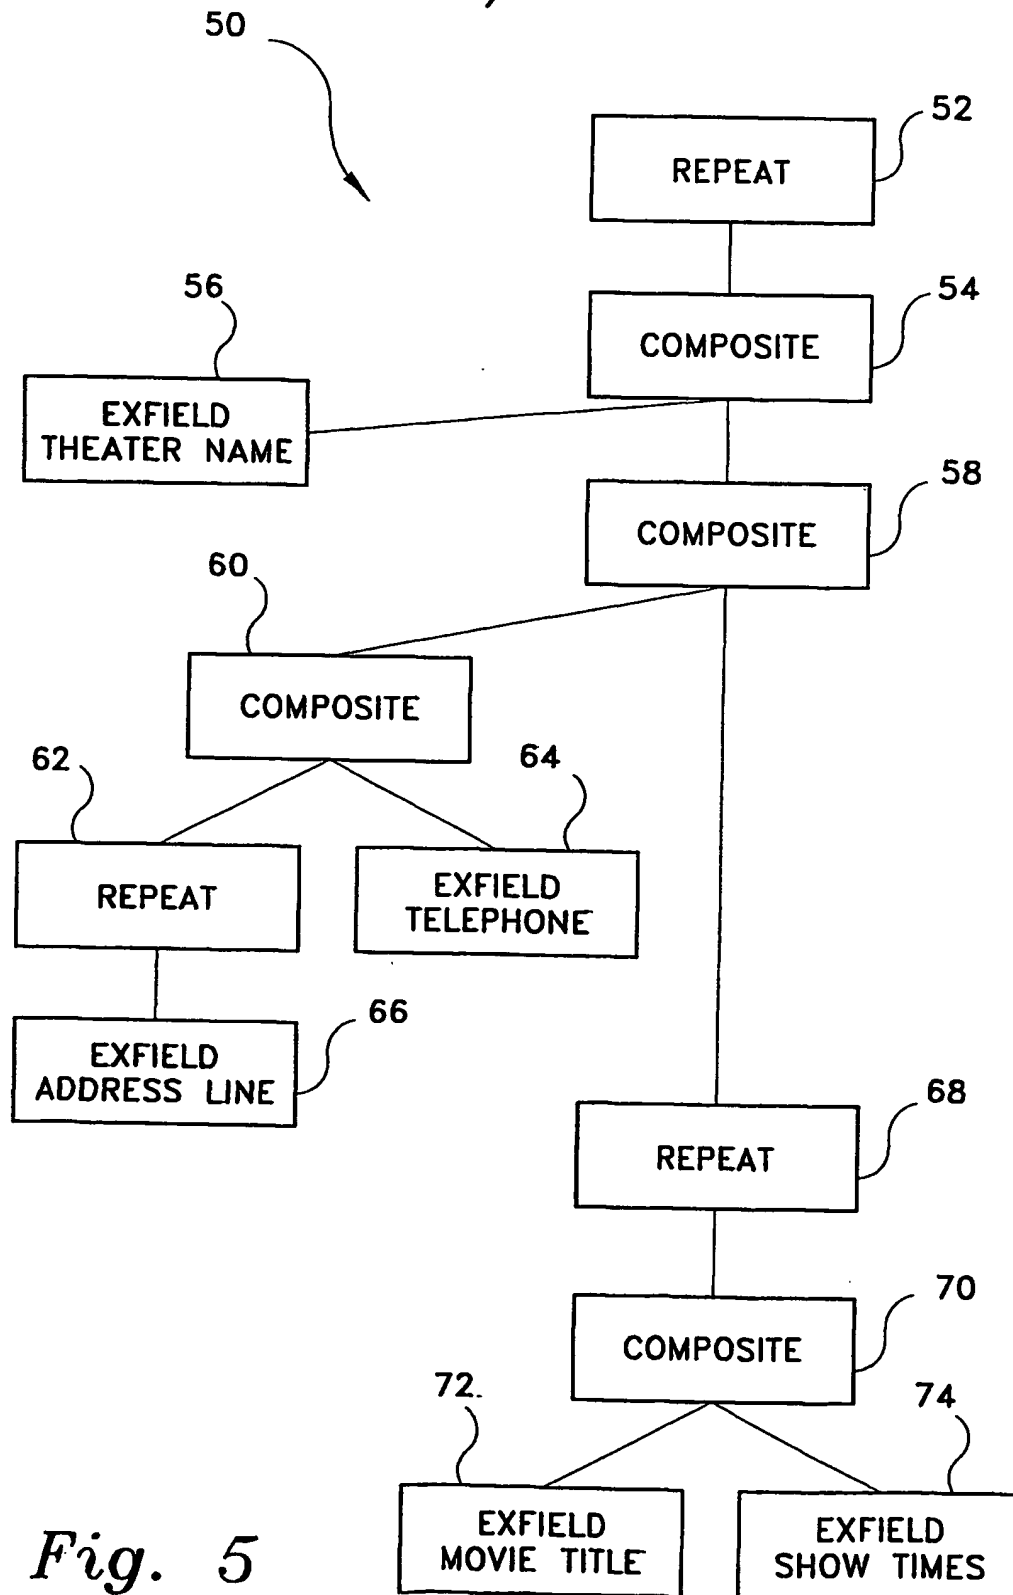 50
52
REPEAT
54
COMPOSITE
56
EXFIELD
THEATER NAME
58
COMPOSITE
60
COMPOSITE
62
REPEAT
64
EXFIELD
TELEPHONE
66
EXFIELD
ADDRESS LINE
68
REPEAT
70
COMPOSITE
72
EXFIELD
MOVIE TITLE
74
EXFIELD
SHOW TIMES
Fig. 5